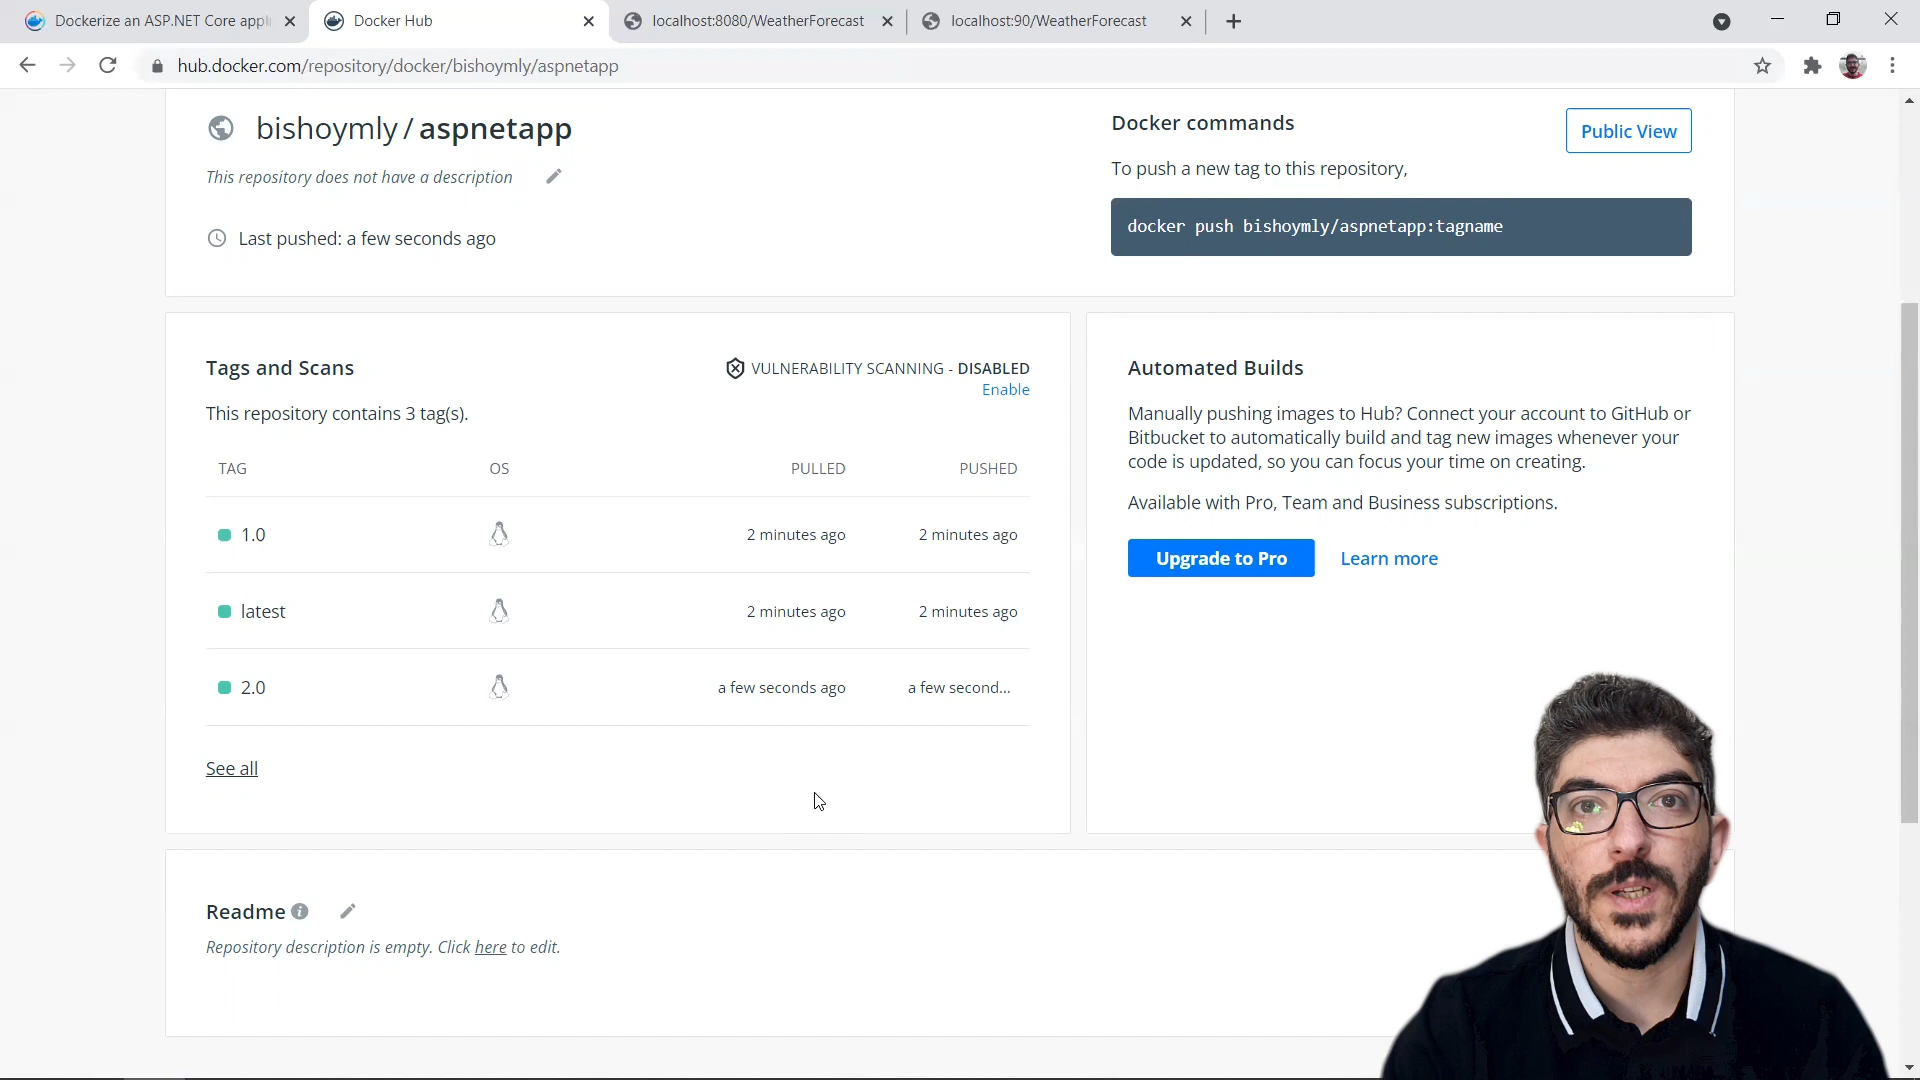 Dockerize an ASP.NET Core appli
Docker Hub
localhost:8080/WeatherForecast
localhost:90/WeatherForecast
hub.docker.com/repository/docker/bishoymly/aspnetapp
bishoymly / aspnetapp
This repository does not have a description
Last pushed: a few seconds ago
Docker commands
Public View
To push a new tag to this repository,
docker push bishoymly/aspnetapp:tagname
Tags and Scans
VULNERABILITY SCANNING - DISABLED
Enable
This repository contains 3 tag(s).
TAG OS PULLED PUSHED
1.0 2 minutes ago 2 minutes ago
latest 2 minutes ago 2 minutes ago
2.0 a few seconds ago a few second...
See all
Automated Builds
Manually pushing images to Hub? Connect your account to GitHub or
Bitbucket to automatically build and tag new images whenever your
code is updated, so you can focus your time on creating.
Available with Pro, Team and Business subscriptions.
Upgrade to Pro
Learn more
Readme
Repository description is empty. Click here to edit.